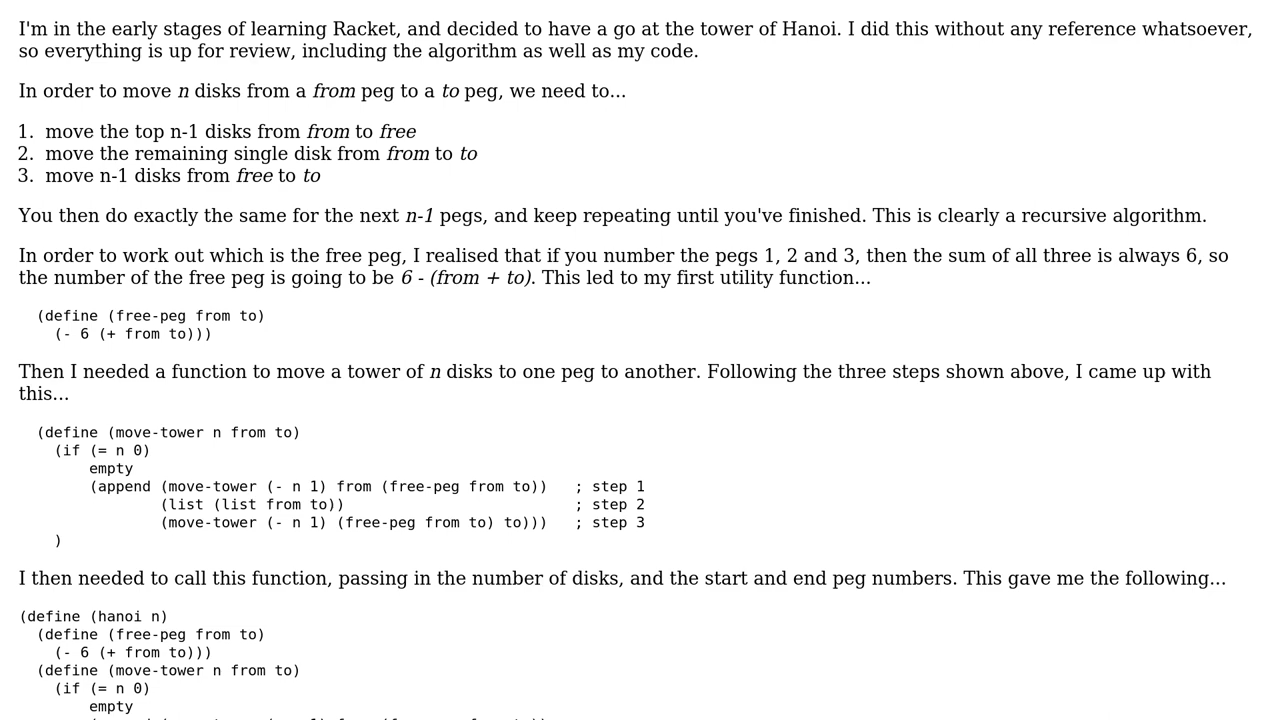 I'm in the early stages of learning Racket, and decided to have a go at the tower of Hanoi. I did this without any reference whatsoever,
so everything is up for review, including the algorithm as well as my code.
In order to move n disks from a from peg to a to peg, we need to...
1. move the top n-1 disks from from to free
2. move the remaining single disk from from to to
3. move n-1 disks from free to to
You then do exactly the same for the next n-1 pegs, and keep repeating until you've finished. This is clearly a recursive algorithm.
In order to work out which is the free peg, I realised that if you number the pegs 1, 2 and 3, then the sum of all three is always 6, so
the number of the free peg is going to be 6 - (from + to). This led to my first utility function...
(define (free-peg from to)
(- 6 (+ from to)))
Then I needed a function to move a tower of n disks to one peg to another. Following the three steps shown above, I came up with
this...
(define (move-tower n from to)
(if (= n 0)
empty
(append (move-tower (- n 1) from (free-peg from to)) ; step 1
(list (list from to)) ; step 2
(move-tower (- n 1) (free-peg from to) to))) ; step 3
)
I then needed to call this function, passing in the number of disks, and the start and end peg numbers. This gave me the following...
(define (hanoi n)
(define (free-peg from to)
(- 6 (+ from to)))
(define (move-tower n from to)
(if (= n 0)
empty